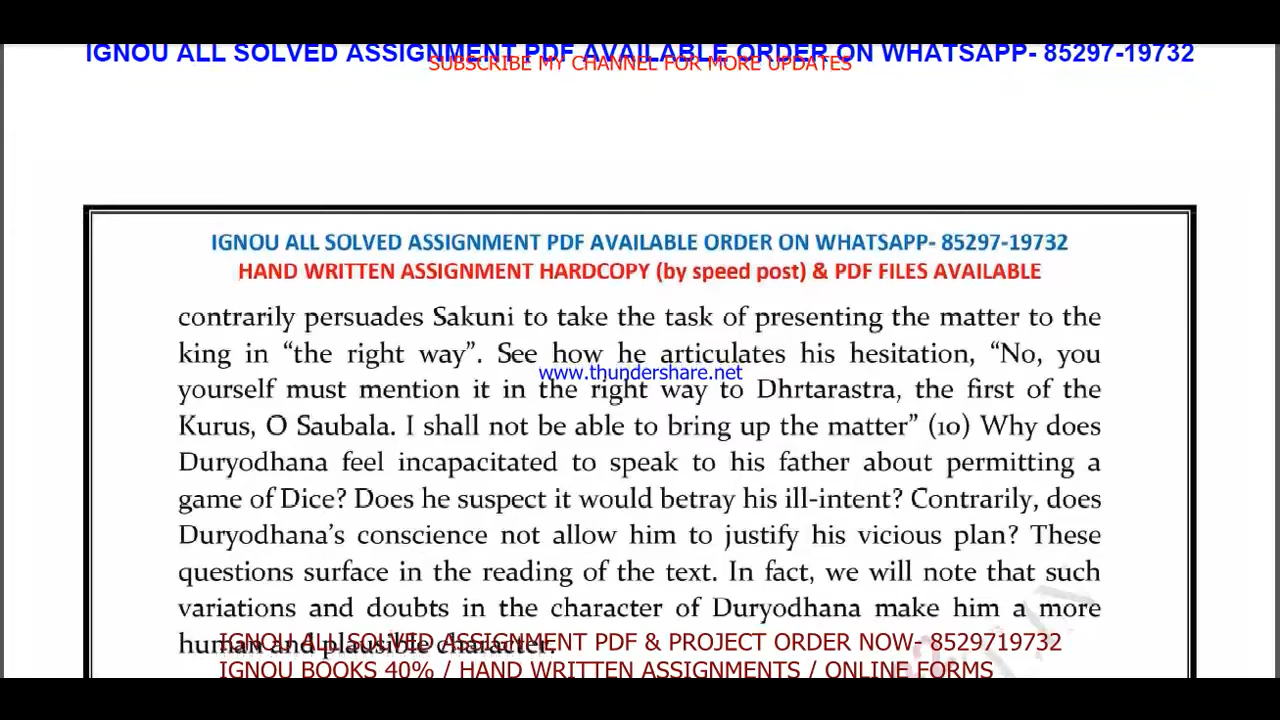 IGNOU ALL SOLVED ASSIGNMENT PDF AVAILABLE ORDER ON WHATSAPP- 85297-19732
SUBSCRIBE MY CHANNEL FOR MORE UPDATES
IGNOU ALL SOLVED ASSIGNMENT PDF AVAILABLE ORDER ON WHATSAPP- 85297-19732
HAND WRITTEN ASSIGNMENT HARDCOPY (by speed post) & PDF FILES AVAILABLE
contrarily persuades Sakuni to take the task of presenting the matter to the
king in “the right way”. See how he articulates his hesitation, “No, you
www.thundershare.net
yourself must mention it in the right way to Dhrtarastra, the first of the
Kurus, O Saubala. I shall not be able to bring up the matter” (10) Why does
Duryodhana feel incapacitated to speak to his father about permitting a
game of Dice? Does he suspect it would betray his ill-intent? Contrarily, does
Duryodhana’s conscience not allow him to justify his vicious plan? These
questions surface in the reading of the text. In fact, we will note that such
variations and doubts in the character of Duryodhana make him a more
human and plausible character.
IGNOU ALL SOLVED ASSIGNMENT PDF & PROJECT ORDER NOW- 8529719732
IGNOU BOOKS 40% / HAND WRITTEN ASSIGNMENTS / ONLINE FORMS